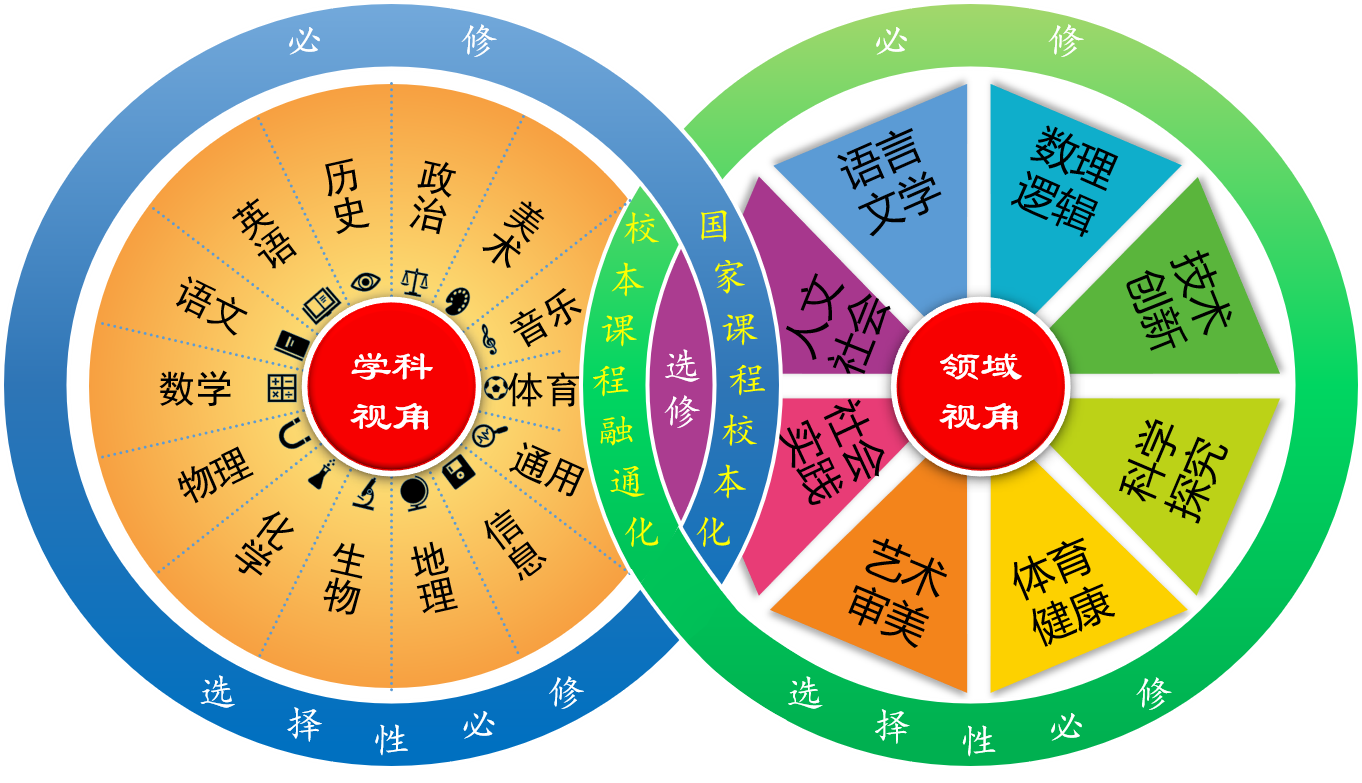 必修
选择性必修
学科
视角
历史
政治
美术
音乐
体育
通用
信息
地理
生物
化学
物理
数学
语文
英语
校本课程融通化
选修
国家课程校本化
必修
选择性必修
领域
视角
语言
文学
数理
逻辑
技术
创新
科学
探究
体育
健康
艺术
审美
社会
实践
人文
社会